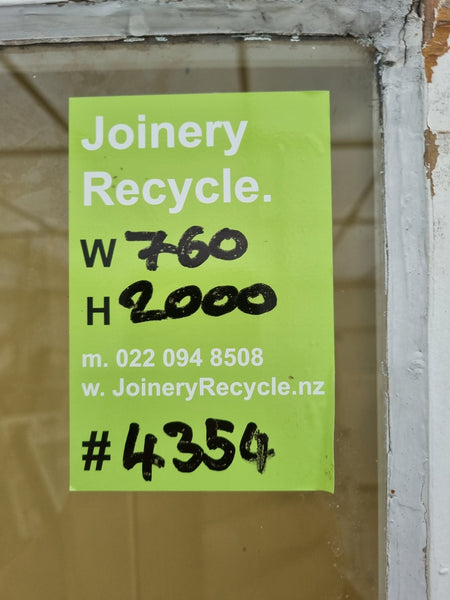 Joinery
Recycle.
W 760
H 2000
m. 022 094 8508
w. JoineryRecycle.nz
# 4354